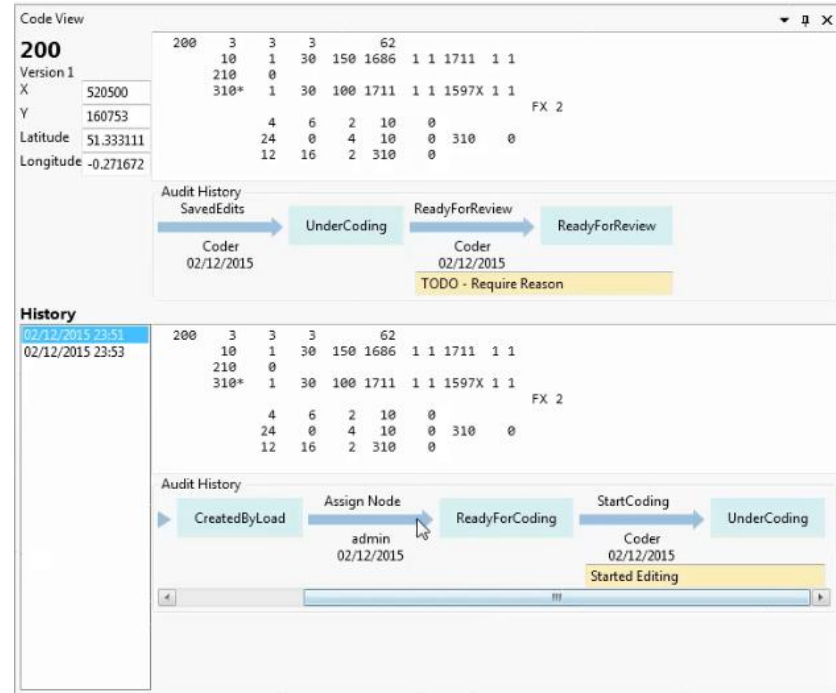 Code View
200
Version 1
X 520500
Y 160753
Latitude 51.333111
Longitude -0.271672
200 3 3 3 62
10 1 30 150 1686 1 1 1711 1 1
210 0
310* 1 30 100 1711 1 1 1597X 1 1
FX 2
4 6 2 10 0
24 0 4 10 0 310 0
12 16 2 310 0
Audit History
SavedEdits
UnderCoding
ReadyForReview
ReadyForReview
Coder
02/12/2015
Coder
02/12/2015
TODO - Require Reason
History
02/12/2015 23:51
02/12/2015 23:53
200 3 3 3 62
10 1 30 150 1686 1 1 1711 1 1
210 0
310* 1 30 100 1711 1 1 1597X 1 1
FX 2
4 6 2 10 0
24 0 4 10 0 310 0
12 16 2 310 0
Audit History
CreatedByLoad
Assign Node
ReadyForCoding
StartCoding
UnderCoding
admin
02/12/2015
Coder
02/12/2015
Started Editing